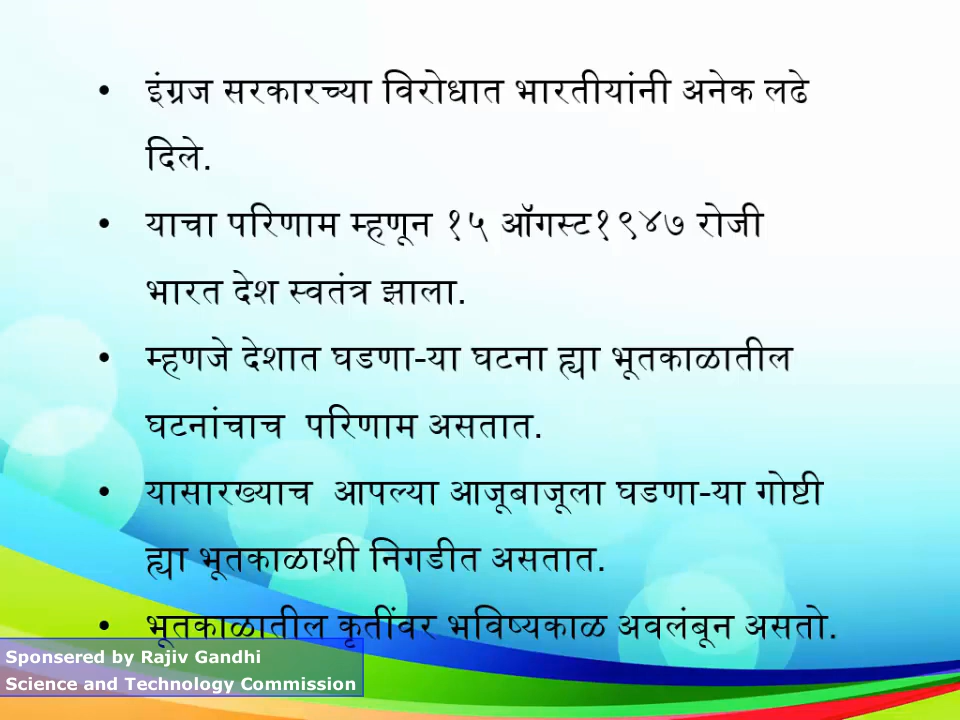 • इंग्रज सरकारच्या विरोधात भारतीयांनी अनेक लढे
दिले.
• याचा परिणाम म्हणून १५ ऑगस्ट१९४७ रोजी
भारत देश स्वतंत्र झाला.
• म्हणजे देशात घडणा-या घटना ह्या भूतकाळातील
घटनांचाच परिणाम असतात.
• यासारख्याच आपल्या आजूबाजूला घडणा-या गोष्टी
ह्या भूतकाळाशी निगडीत असतात.
• भूतकाळातील कृतींवर भविष्यकाळ अवलंबून असतो.
Sponsered by Rajiv Gandhi
Science and Technology Commission